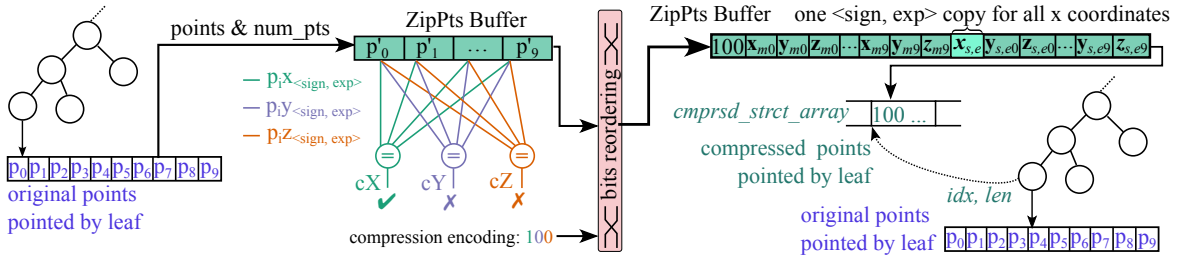 points & num_pts
ZipPts Buffer
p'0 p'1 ... p'9
pix<sign, exp>
piy<sign, exp>
piz<sign, exp>
= = =
cX cY cZ
✔ ✗ ✗
compression encoding: 100
p0 p1 p2 p3 p4 p5 p6 p7 p8 p9
original points
pointed by leaf
bits reordering
ZipPts Buffer
one <sign, exp> copy for all x coordinates
100 xm0 ym0 zm0 ... xm9 ym9 zm9 xs,e ys,e0 zs,e0 ... ys,e9 zs,e9
cmprsd_strct_array
100 ...
compressed points
pointed by leaf
idx, len
original points
pointed by leaf
p0 p1 p2 p3 p4 p5 p6 p7 p8 p9